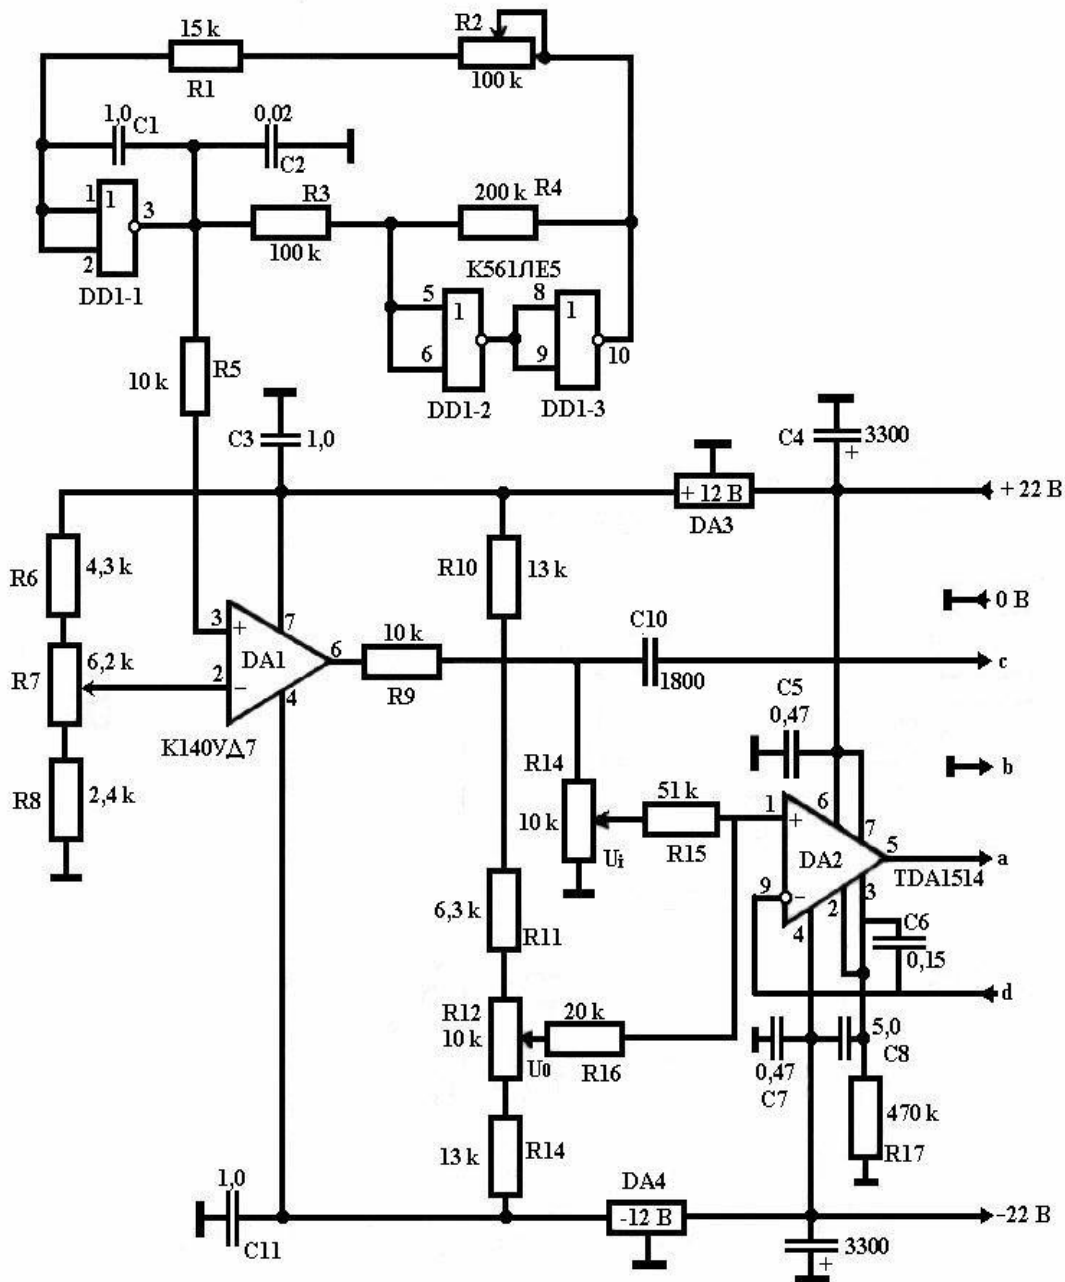 15 k
R2
R1
100 k
1,0
C1
0,02
C2
1
2
1
3
R3
100 k
200 k
R4
К561ЛЕ5
DD1-1
5
6
1
8
9
1
10
DD1-2
DD1-3
10 k
R5
C3
1,0
C4
3300
+
+ 12 В
DA3
+ 22 В
R6
4,3 k
R10
13 k
0 В
3
+
7
DA1
6
2
−
4
К140УД7
R7
6,2 k
10 k
R9
C10
1800
c
C5
0,47
b
R8
2,4 k
R14
10 k
Ui
51 k
R15
1
+
6
7
DA2
5
a
TDA1514
9
−
4
2
3
C6
0,15
6,3 k
R11
d
R12
10 k
U0
20 k
R16
0,47
C7
5,0
C8
470 k
R17
13 k
R14
1,0
C11
DA4
-12 В
-22 В
3300
+